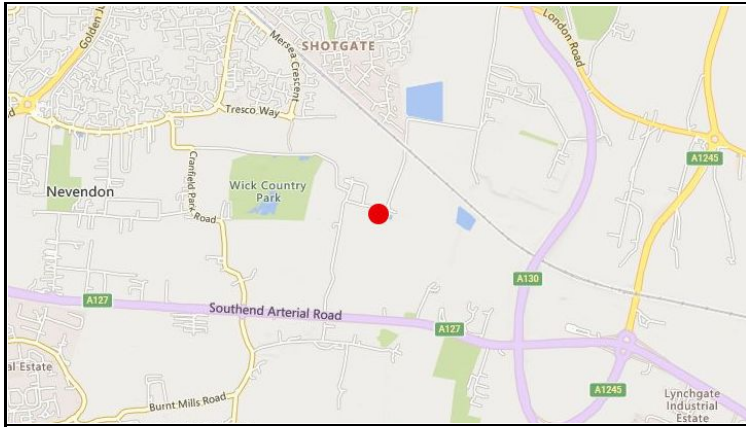 Golden J
SHOTGATE
Mersea Crescent
London Road
Tresco Way
A1245
Nevendon
Cranfield Park Road
Wick Country
Park
A130
A127
Southend Arterial Road
A127
al Estate
Burnt Mills Road
A1245
Lynchgate
Industrial
Estate